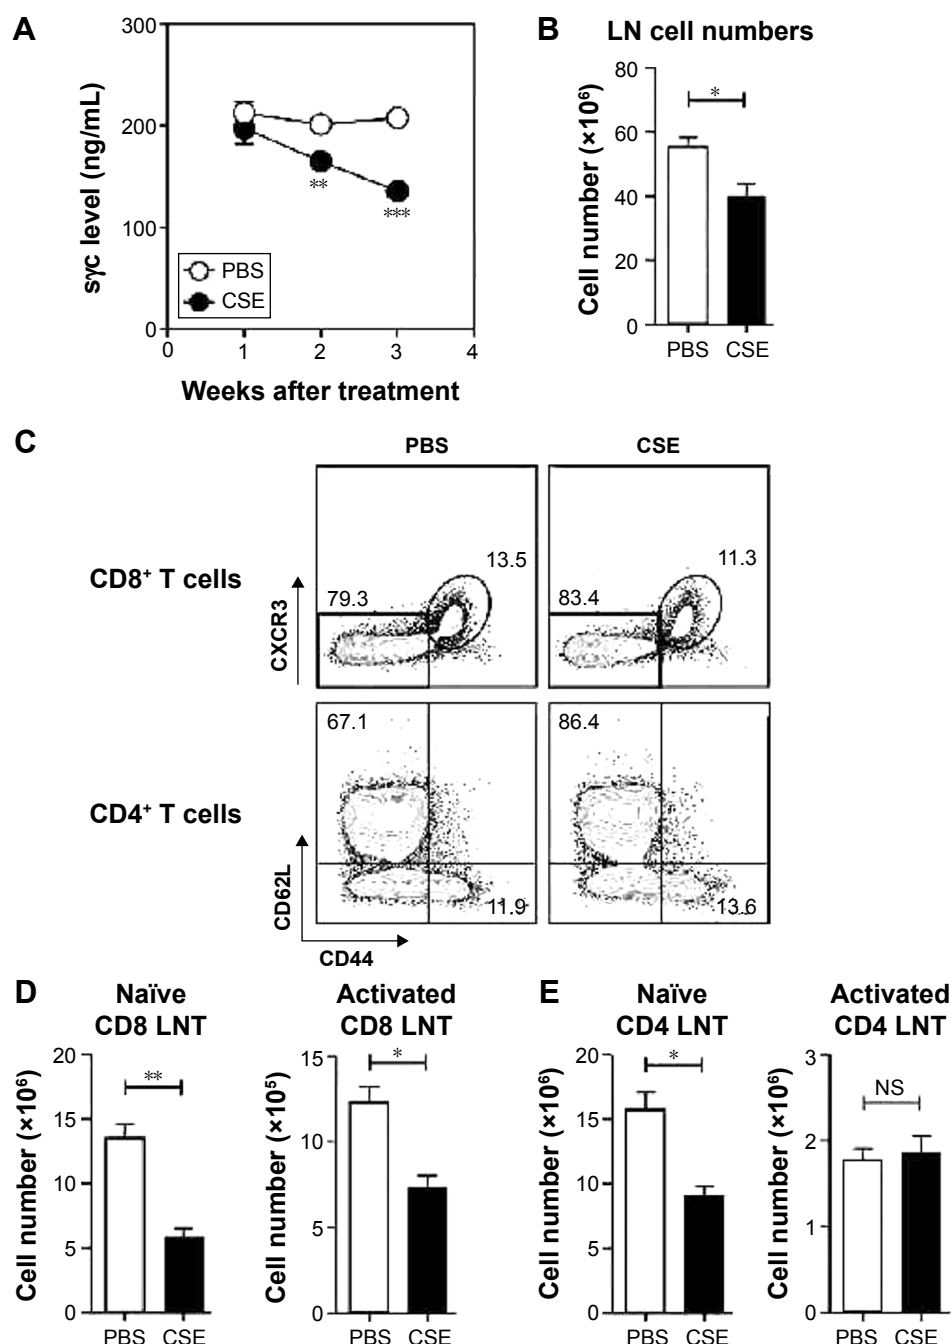 A
300
200
100
0
sγc level (ng/mL)
PBS
CSE
**
***
0 1 2 3 4
Weeks after treatment
B LN cell numbers
80
60
40
20
0
Cell number (×10⁶)
*
PBS CSE
C
PBS CSE
CD8⁺ T cells
CXCR3
13.5
79.3
11.3
83.4
CD4⁺ T cells
CD62L
67.1
11.9
86.4
13.6
CD44
D
Naïve
CD8 LNT
20
15
10
5
0
Cell number (×10⁶)
**
PBS CSE
Activated
CD8 LNT
15
10
5
0
Cell number (×10⁵)
*
PBS CSE
E
Naïve
CD4 LNT
20
15
10
5
0
Cell number (×10⁶)
*
PBS CSE
Activated
CD4 LNT
3
2
1
0
Cell number (×10⁶)
NS
PBS CSE